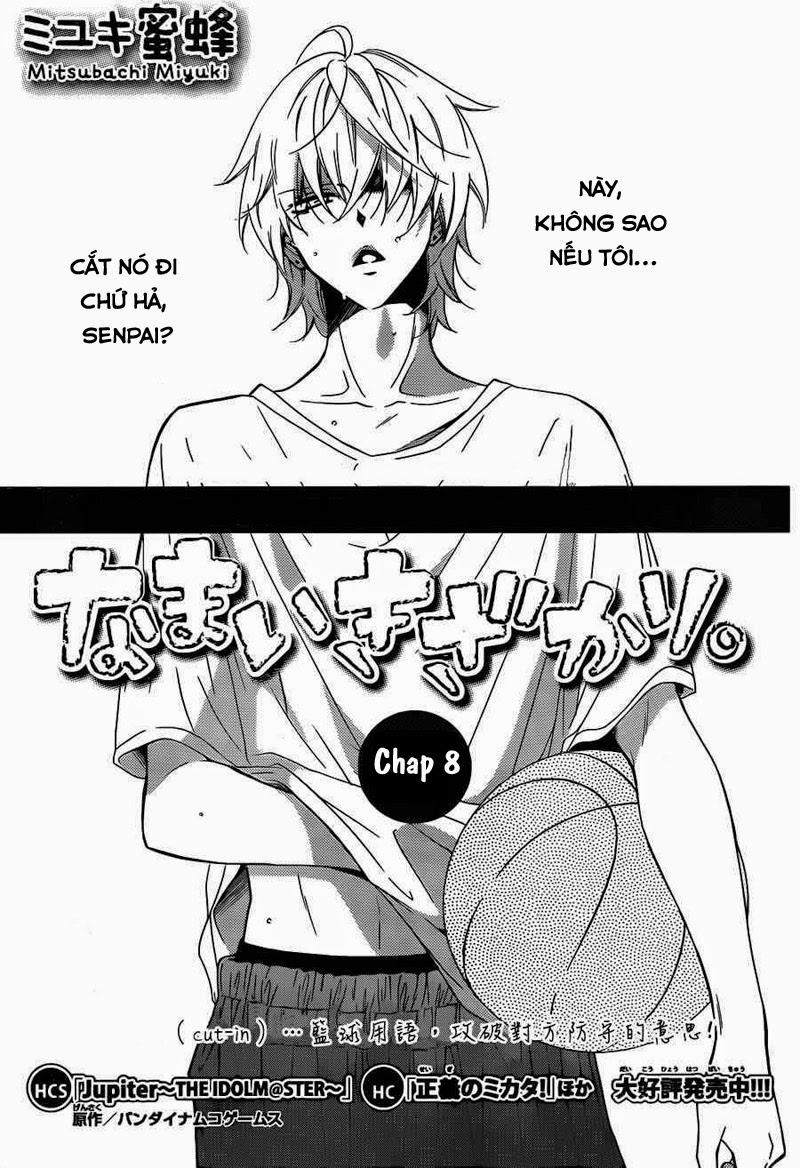 ミユキ蜜蜂
Mitsubachi Miyuki
NÀY,
KHÔNG SAO
NẾU TÔI...
CẮT NÓ ĐI
CHỨ HẢ,
SENPAI?
なまいきざかり。
Chap 8
(cut-in)…籃球用語，攻破對方防守的意思!
HCS「Jupiter〜THE IDOLM@STER〜」 HC「正義のミカタ!」ほか 大好評発売中!!!
原作／バンダイナムコゲームス